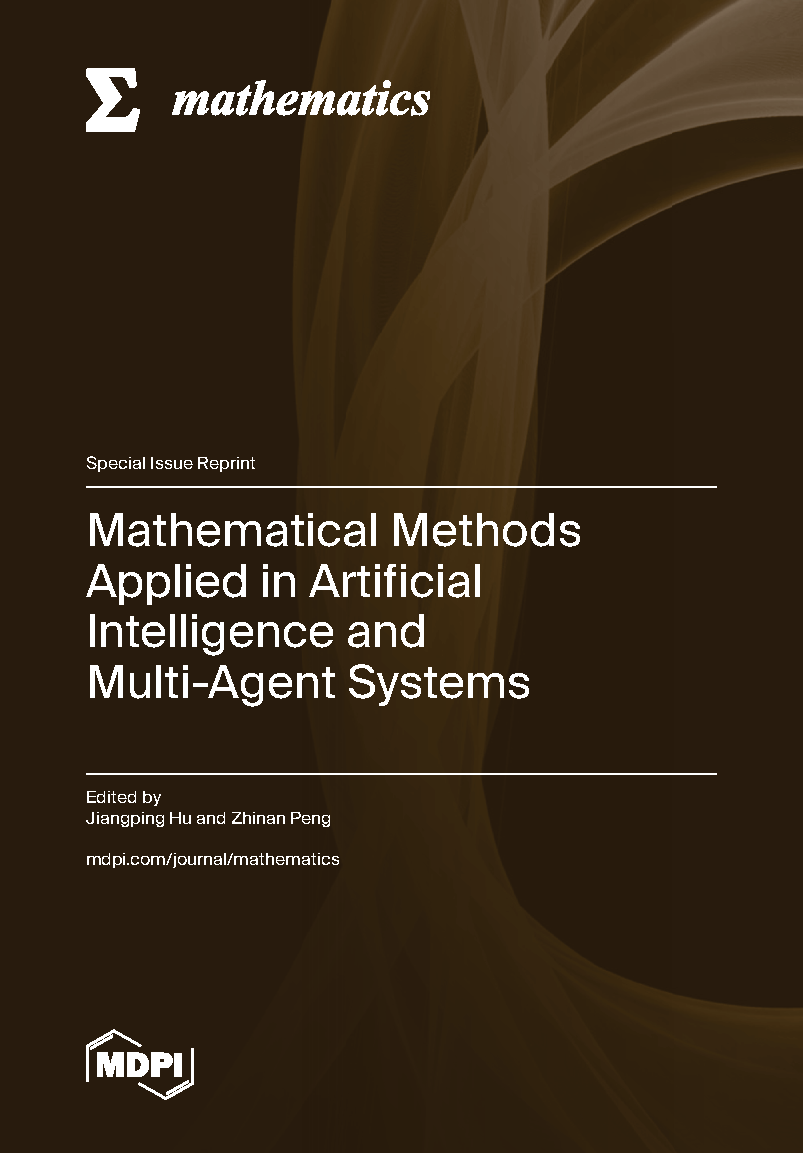 Σ mathematics
Special Issue Reprint
Mathematical Methods
Applied in Artificial
Intelligence and
Multi-Agent Systems
Edited by
Jiangping Hu and Zhinan Peng
mdpi.com/journal/mathematics
MDPI